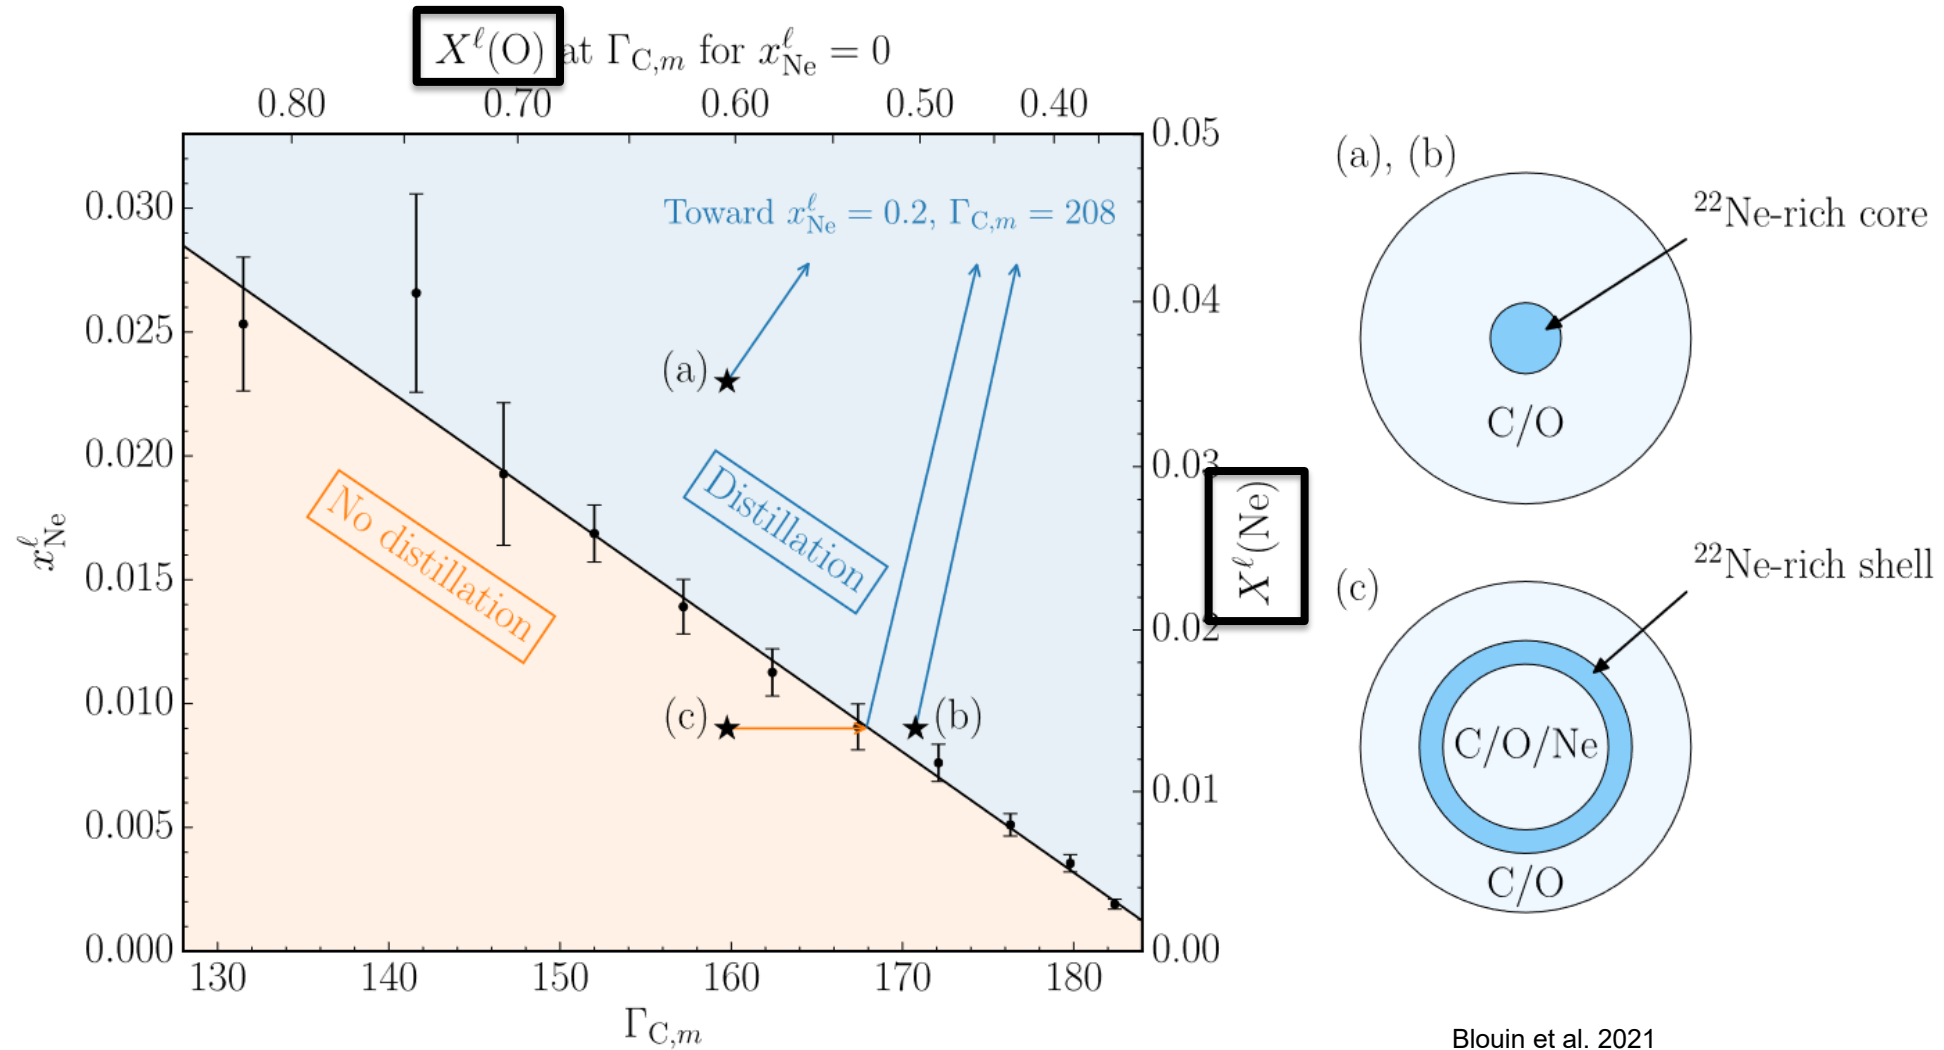 X^ℓ(O) at Γ_C,m for x^ℓ_Ne = 0
0.80 0.70 0.60 0.50 0.40
0.030
0.025
0.020
0.015
0.010
0.005
0.000
x^ℓ_Ne
130 140 150 160 170 180
Γ_C,m
0.05
0.04
0.03
0.02
0.01
0.00
X^ℓ(Ne)
Toward x^ℓ_Ne = 0.2, Γ_C,m = 208
(a)
Distillation
No distillation
(c)
(b)
(a), (b)
²²Ne-rich core
C/O
(c)
²²Ne-rich shell
C/O/Ne
C/O
Blouin et al. 2021